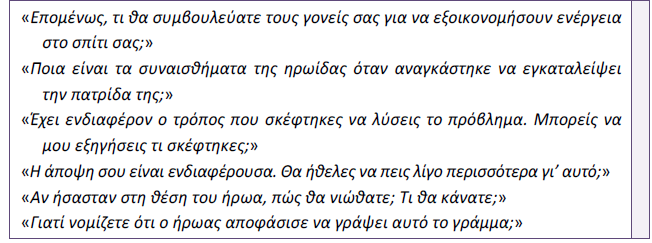 «Επομένως, τι θα συμβουλεύατε τους γονείς σας για να εξοικονομήσουν ενέργεια
στο σπίτι σας;»
«Ποια είναι τα συναισθήματα της ηρωίδας όταν αναγκάστηκε να εγκαταλείψει
την πατρίδα της;»
«Έχει ενδιαφέρον ο τρόπος που σκέφτηκες να λύσεις το πρόβλημα. Μπορείς να
μου εξηγήσεις τι σκέφτηκες;»
«Η άποψη σου είναι ενδιαφέρουσα. Θα ήθελες να πεις λίγο περισσότερα γι’ αυτό;»
«Αν ήσασταν στη θέση του ήρωα, πώς θα νιώθατε; Τι θα κάνατε;»
«Γιατί νομίζετε ότι ο ήρωας αποφάσισε να γράψει αυτό το γράμμα;»